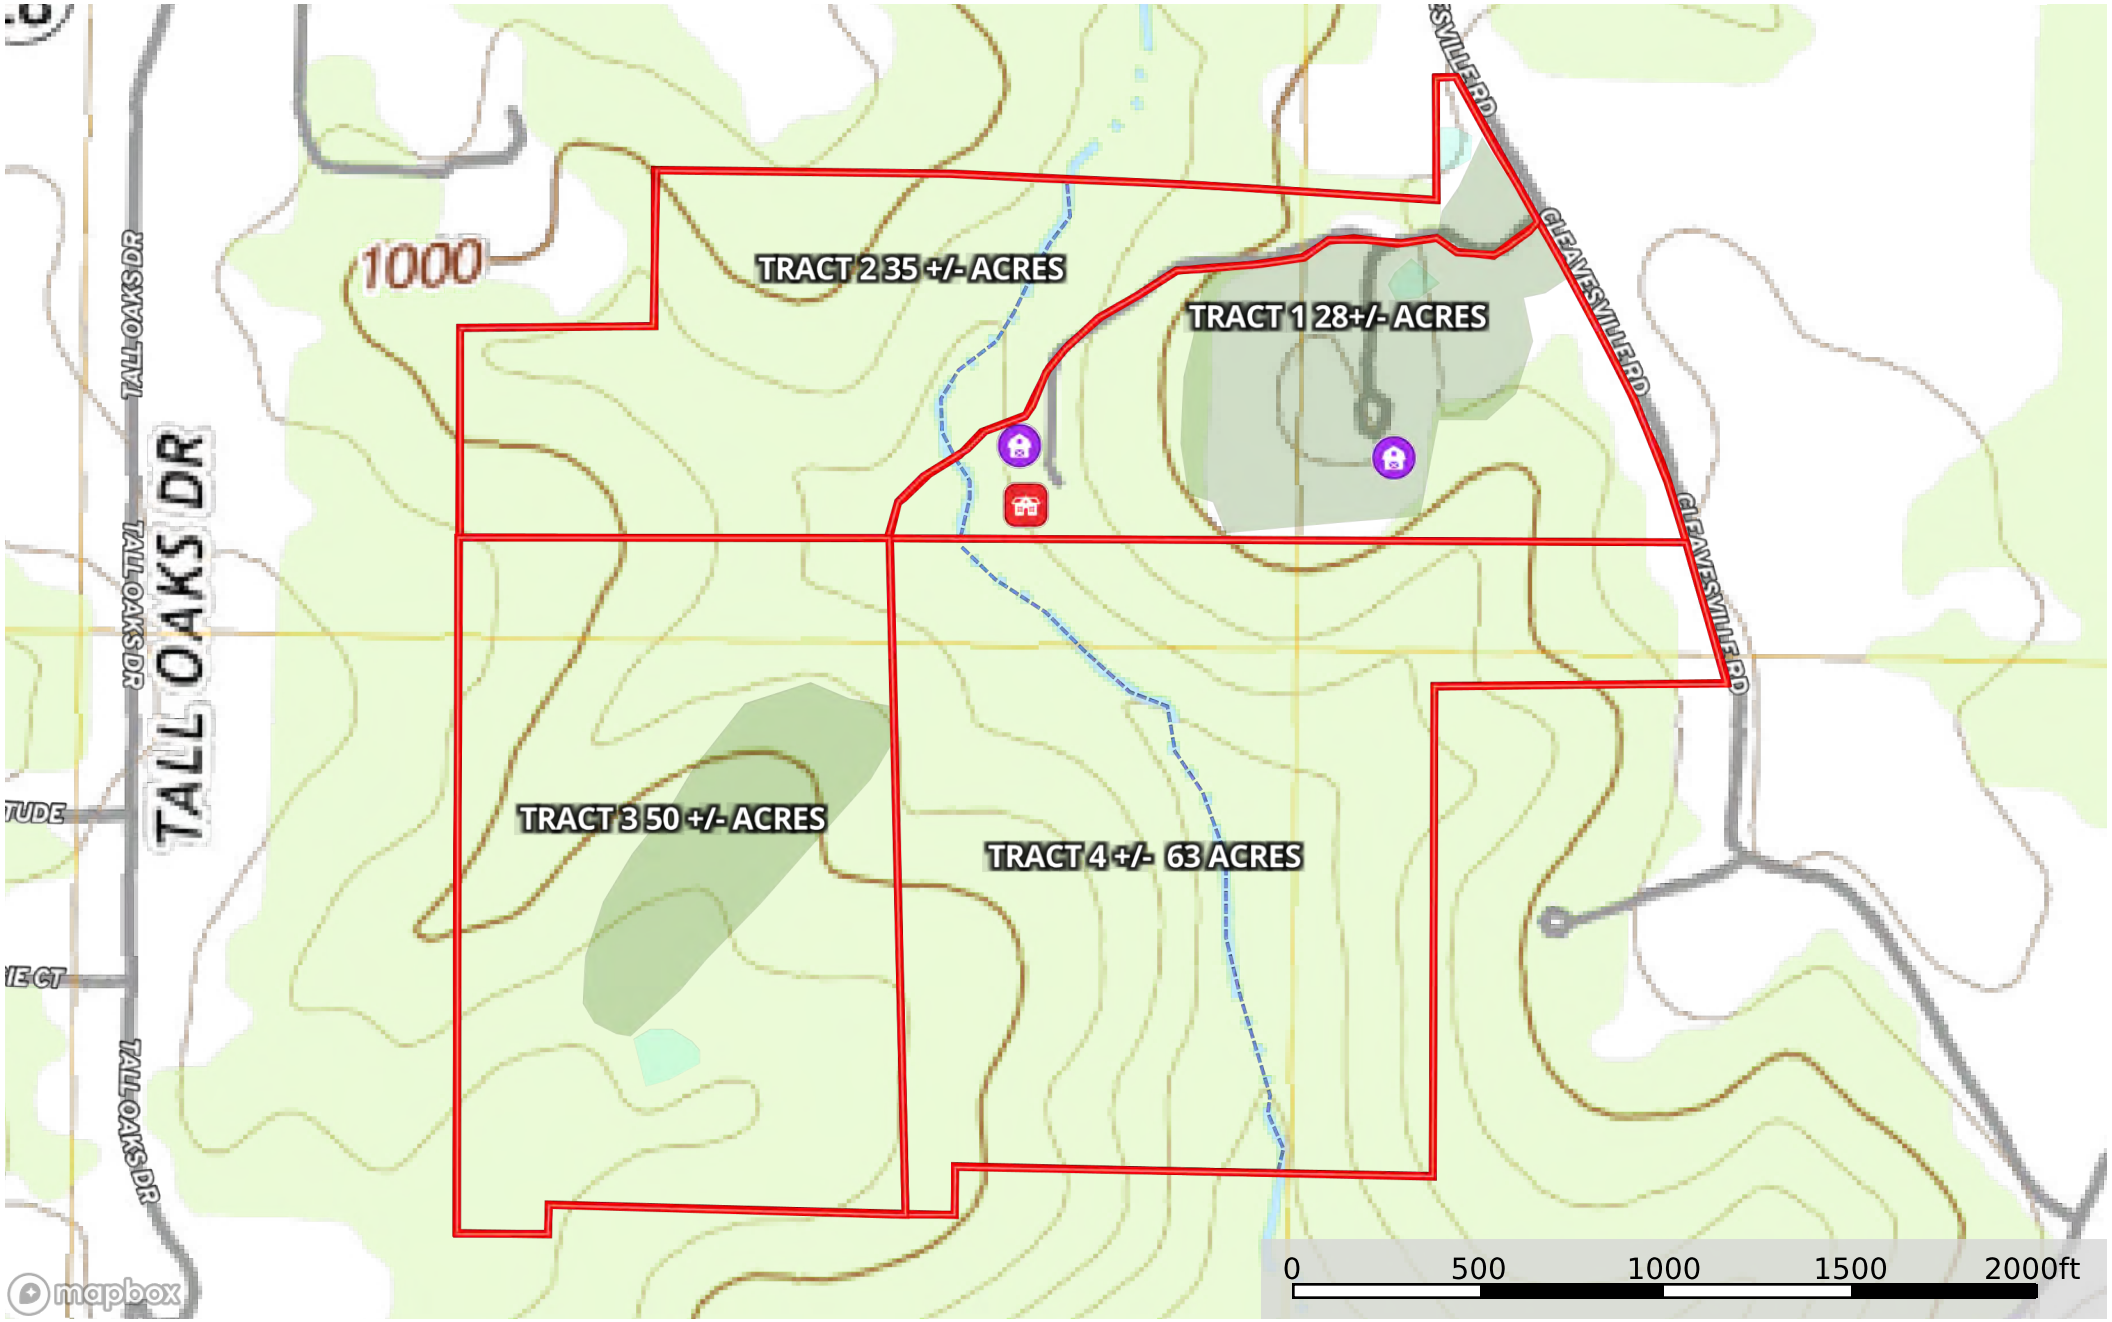 1000
TRACT 2 35 +/- ACRES
TRACT 1 28+/- ACRES
CLEAVESVILLE RD
CLEAVESVILLE RD
TALL OAKS DR
TALL OAKS DR
TALL OAKS DR
TALL OAKS DR
TRACT 3 50 +/- ACRES
TRACT 4 +/- 63 ACRES
TUDE
IE CT
ESVILLE RD
mapbox
0 500 1000 1500 2000ft